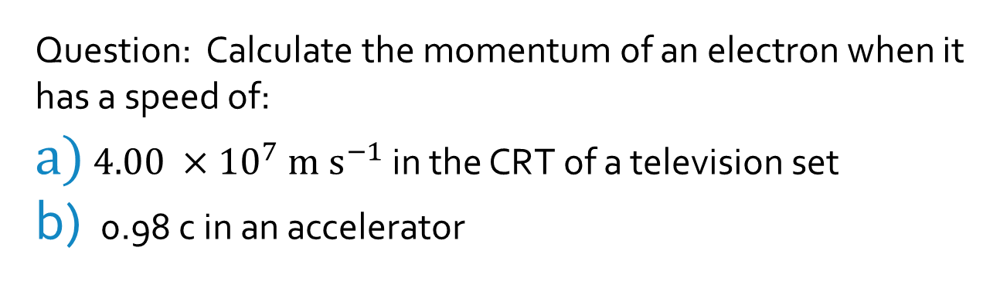 Question: Calculate the momentum of an electron when it
has a speed of:
a) 4.00 × 10⁷ m s⁻¹ in the CRT of a television set
b) 0.98 c in an accelerator